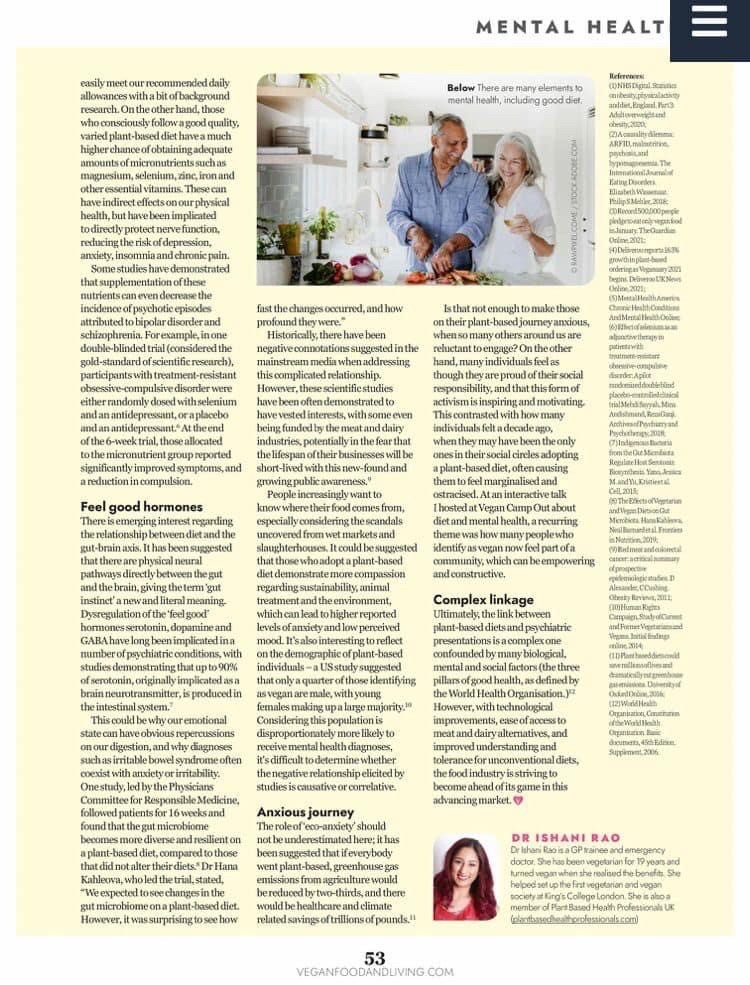 MENTAL HEALT
easily meet our recommended daily
allowances with a bit of background
research. On the other hand, those
who consciously follow a good quality,
varied plant-based diet have a much
higher chance of obtaining adequate
amounts of micronutrients such as
magnesium, selenium, zinc, iron and
other essential vitamins. These can
have indirect effects on our physical
health, but have been implicated
to directly protect nerve function,
reducing the risk of depression,
anxiety, insomnia and chronic pain.
Some studies have demonstrated
that supplementation of these
nutrients can even decrease the
incidence of psychotic episodes
attributed to bipolar disorder and
schizophrenia. For example, in one
double-blinded trial (considered the
gold-standard of scientific research),
participants with treatment-resistant
obsessive-compulsive disorder were
either randomly dosed with selenium
and an antidepressant, or a placebo
and an antidepressant.⁶ At the end
of the 6-week trial, those allocated
to the micronutrient group reported
significantly improved symptoms, and
a reduction in compulsion.
Feel good hormones
There is emerging interest regarding
the relationship between diet and the
gut-brain axis. It has been suggested
that there are physical neural
pathways directly between the gut
and the brain, giving the term 'gut
instinct' a new and literal meaning.
Dysregulation of the 'feel good'
hormones serotonin, dopamine and
GABA have long been implicated in a
number of psychiatric conditions, with
studies demonstrating that up to 90%
of serotonin, originally implicated as a
brain neurotransmitter, is produced in
the intestinal system.⁷
This could be why our emotional
state can have obvious repercussions
on our digestion, and why diagnoses
such as irritable bowel syndrome often
coexist with anxiety or irritability.
One study, led by the Physicians
Committee for Responsible Medicine,
followed patients for 16 weeks and
found that the gut microbiome
becomes more diverse and resilient on
a plant-based diet, compared to those
that did not alter their diets.⁸ Dr Hana
Kahleova, who led the trial, stated,
"We expected to see changes in the
gut microbiome on a plant-based diet.
However, it was surprising to see how
Below There are many elements to
mental health, including good diet.
© RAWPIXEL.COM / STOCK.ADOBE.COM
fast the changes occurred, and how
profound they were."
Historically, there have been
negative connotations suggested in the
mainstream media when addressing
this complicated relationship.
However, these scientific studies
have been often demonstrated to
have vested interests, with some even
being funded by the meat and dairy
industries, potentially in the fear that
the lifespan of their businesses will be
short-lived with this new-found and
growing public awareness.⁹
People increasingly want to
know where their food comes from,
especially considering the scandals
uncovered from wet markets and
slaughterhouses. It could be suggested
that those who adopt a plant-based
diet demonstrate more compassion
regarding sustainability, animal
treatment and the environment,
which can lead to higher reported
levels of anxiety and low perceived
mood. It's also interesting to reflect
on the demographic of plant-based
individuals – a US study suggested
that only a quarter of those identifying
as vegan are male, with young
females making up a large majority.¹⁰
Considering this population is
disproportionately more likely to
receive mental health diagnoses,
it's difficult to determine whether
the negative relationship elicited by
studies is causative or correlative.
Anxious journey
The role of 'eco-anxiety' should
not be underestimated here; it has
been suggested that if everybody
went plant-based, greenhouse gas
emissions from agriculture would
be reduced by two-thirds, and there
would be healthcare and climate
related savings of trillions of pounds.¹¹
Is that not enough to make those
on their plant-based journey anxious,
when so many others around us are
reluctant to engage? On the other
hand, many individuals feel as
though they are proud of their social
responsibility, and that this form of
activism is inspiring and motivating.
This contrasted with how many
individuals felt a decade ago,
when they may have been the only
ones in their social circles adopting
a plant-based diet, often causing
them to feel marginalised and
ostracised. At an interactive talk
I hosted at Vegan Camp Out about
diet and mental health, a recurring
theme was how many people who
identify as vegan now feel part of a
community, which can be empowering
and constructive.
Complex linkage
Ultimately, the link between
plant-based diets and psychiatric
presentations is a complex one
confounded by many biological,
mental and social factors (the three
pillars of good health, as defined by
the World Health Organisation.)¹²
However, with technological
improvements, ease of access to
meat and dairy alternatives, and
improved understanding and
tolerance for unconventional diets,
the food industry is striving to
become ahead of its game in this
advancing market.
References:
(1) NHS Digital. Statistics
on obesity, physical activity
and diet, England. Part 3:
Adult overweight and
obesity, 2020;
(2) A causality dilemma:
ARFID, malnutrition,
psychosis, and
hypomagnesemia. The
International Journal of
Eating Disorders.
Elizabeth Wassenaar,
Philip S Mehler, 2018;
(3) Record 500,000 people
pledge to eat only vegan food
in January. The Guardian
Online, 2021;
(4) Deliveroo reports 163%
growth in plant-based
ordering as Veganuary 2021
begins. Deliveroo UK News
Online, 2021;
(5) Mental Health America.
Chronic Health Conditions
And Mental Health Online;
(6) Effect of selenium as an
adjunctive therapy in
patients with
treatment-resistant
obsessive-compulsive
disorder: A pilot
randomized double blind
placebo-controlled clinical
trial Mehdi Sayyah, Mina
Andishmand, Reza Ganji.
Archives of Psychiatry and
Psychotherapy, 2018;
(7) Indigenous Bacteria
from the Gut Microbiota
Regulate Host Serotonin
Biosynthesis. Yano, Jessica
M. and Yu, Kristie et al.
Cell, 2015;
(8) The Effects of Vegetarian
and Vegan Diets on Gut
Microbiota. Hana Kahleova,
Neal Barnard et al. Frontiers
in Nutrition, 2019;
(9) Red meat and colorectal
cancer: a critical summary
of prospective
epidemiologic studies. D
Alexander, C Cushing.
Obesity Reviews, 2011;
(10) Human Rights
Campaign, Study of Current
and Former Vegetarians and
Vegans. Initial findings
online, 2014;
(11) Plant based diets could
save millions of lives and
dramatically cut greenhouse
gas emissions. University of
Oxford Online, 2016;
(12) World Health
Organisation, Constitution
of the World Health
Organization. Basic
documents, 45th Edition.
Supplement, 2006.
DR ISHANI RAO
Dr Ishani Rao is a GP trainee and emergency
doctor. She has been vegetarian for 19 years and
turned vegan when she realised the benefits. She
helped set up the first vegetarian and vegan
society at King's College London. She is also a
member of Plant Based Health Professionals UK
(plantbasedhealthprofessionals.com)
53
VEGANFOODANDLIVING.COM